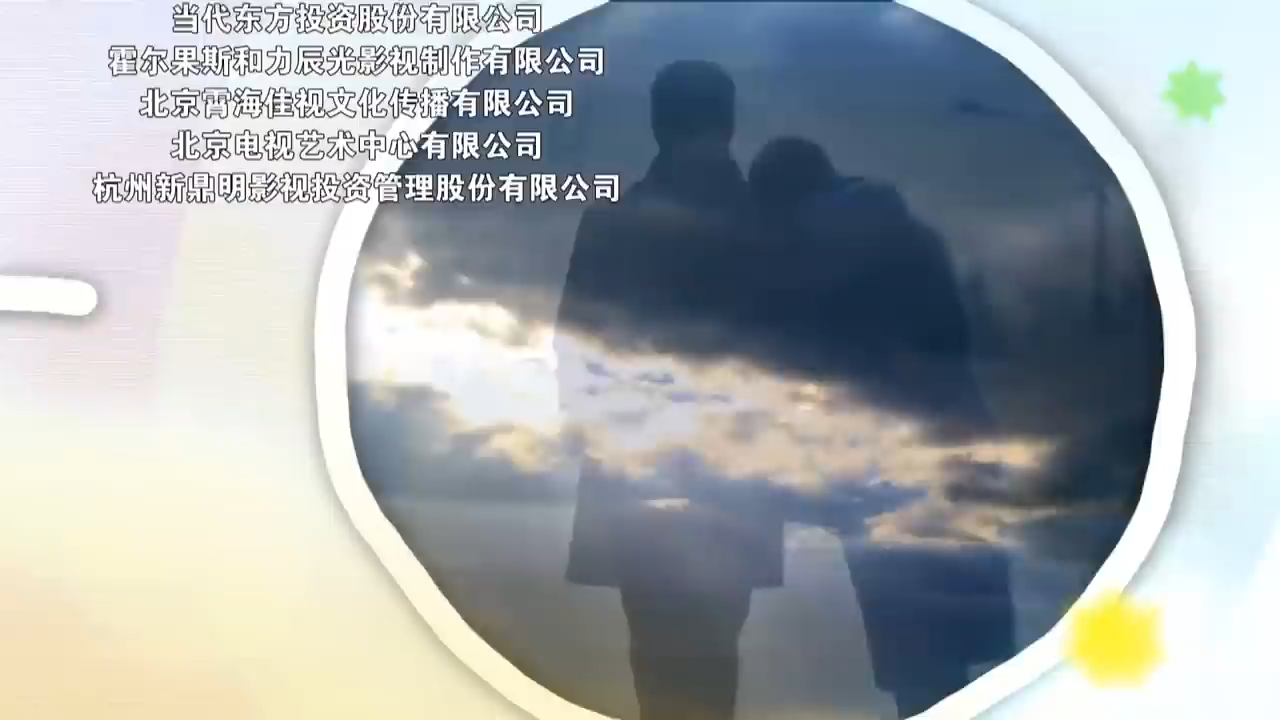 当代东方投资股份有限公司
霍尔果斯和力辰光影视制作有限公司
北京霄海佳视文化传播有限公司
北京电视艺术中心有限公司
杭州新鼎明影视投资管理股份有限公司